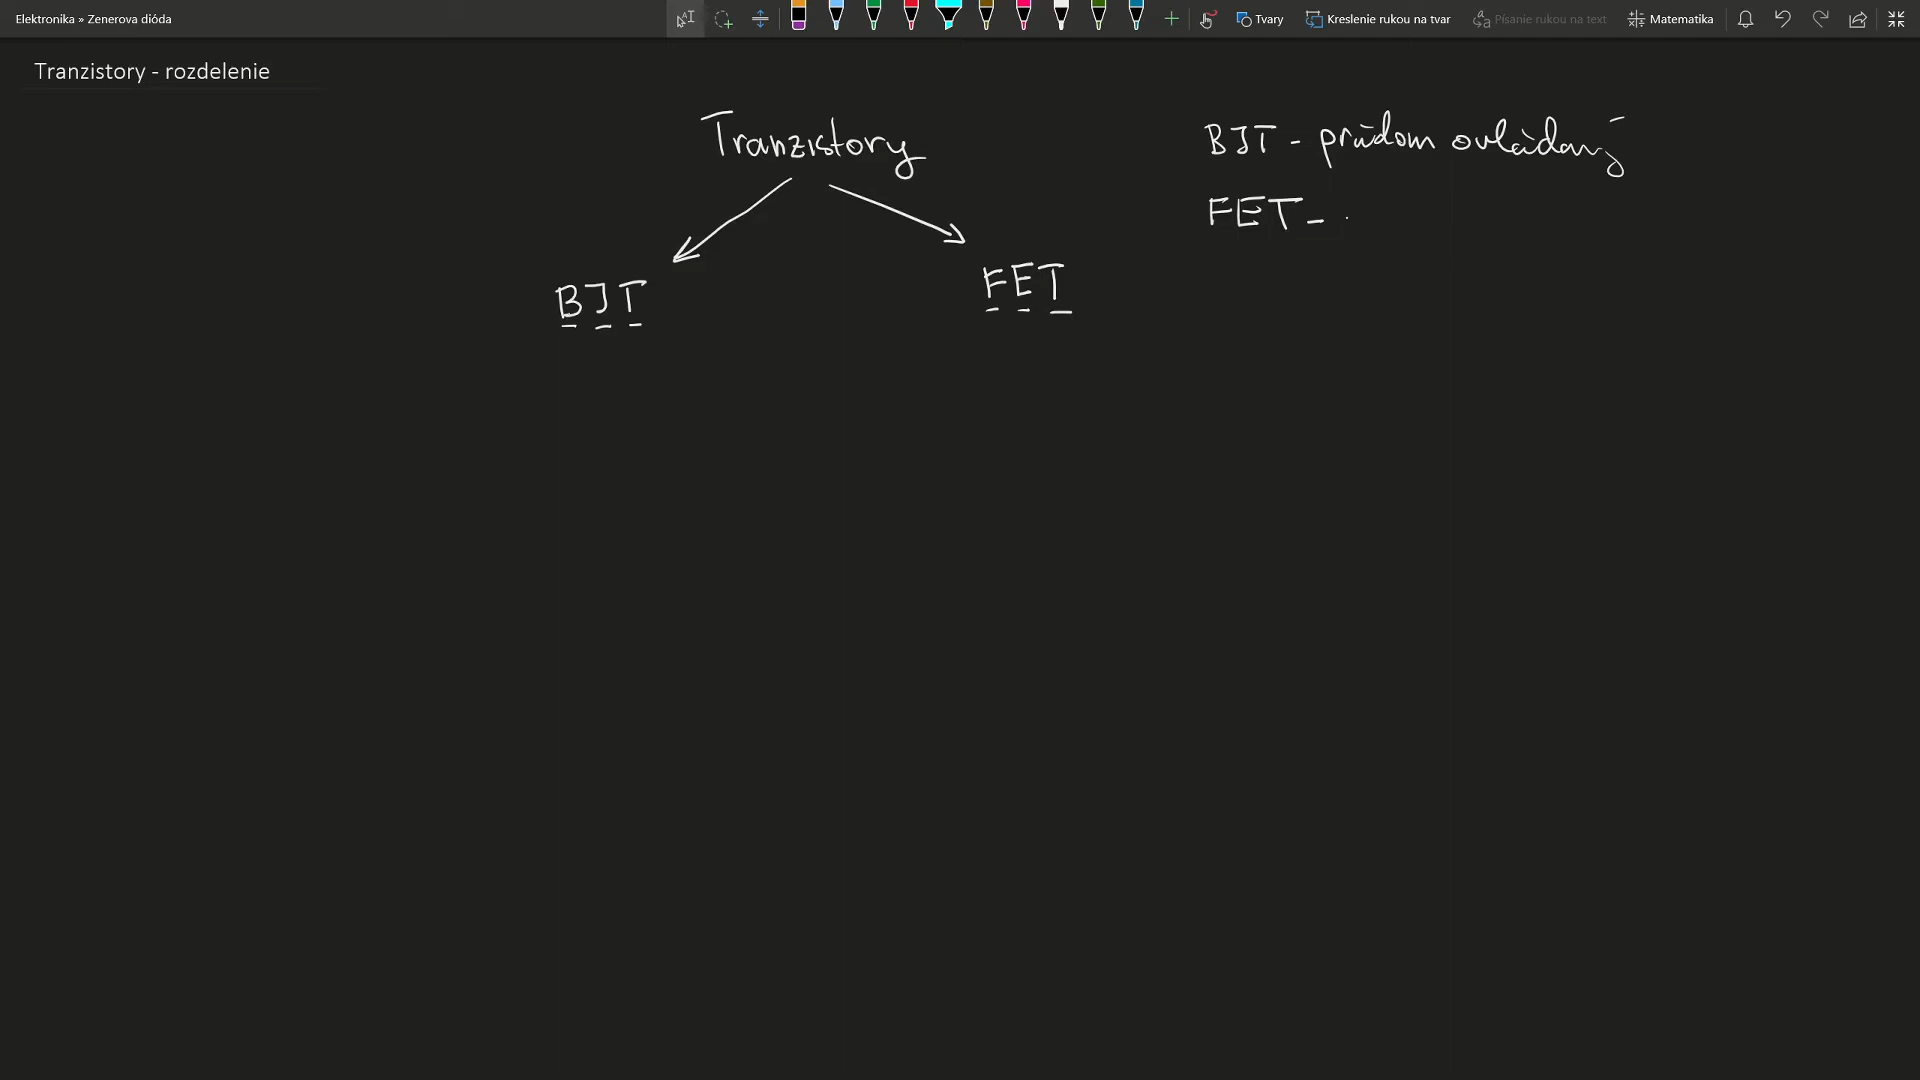 Elektronika » Zenerova dióda
Tvary
Kreslenie rukou na tvar
Písanie rukou na text
Matematika
Tranzistory - rozdelenie
Tranzistory
BJT
FET
BJT - prúdom ovládaný
FET -